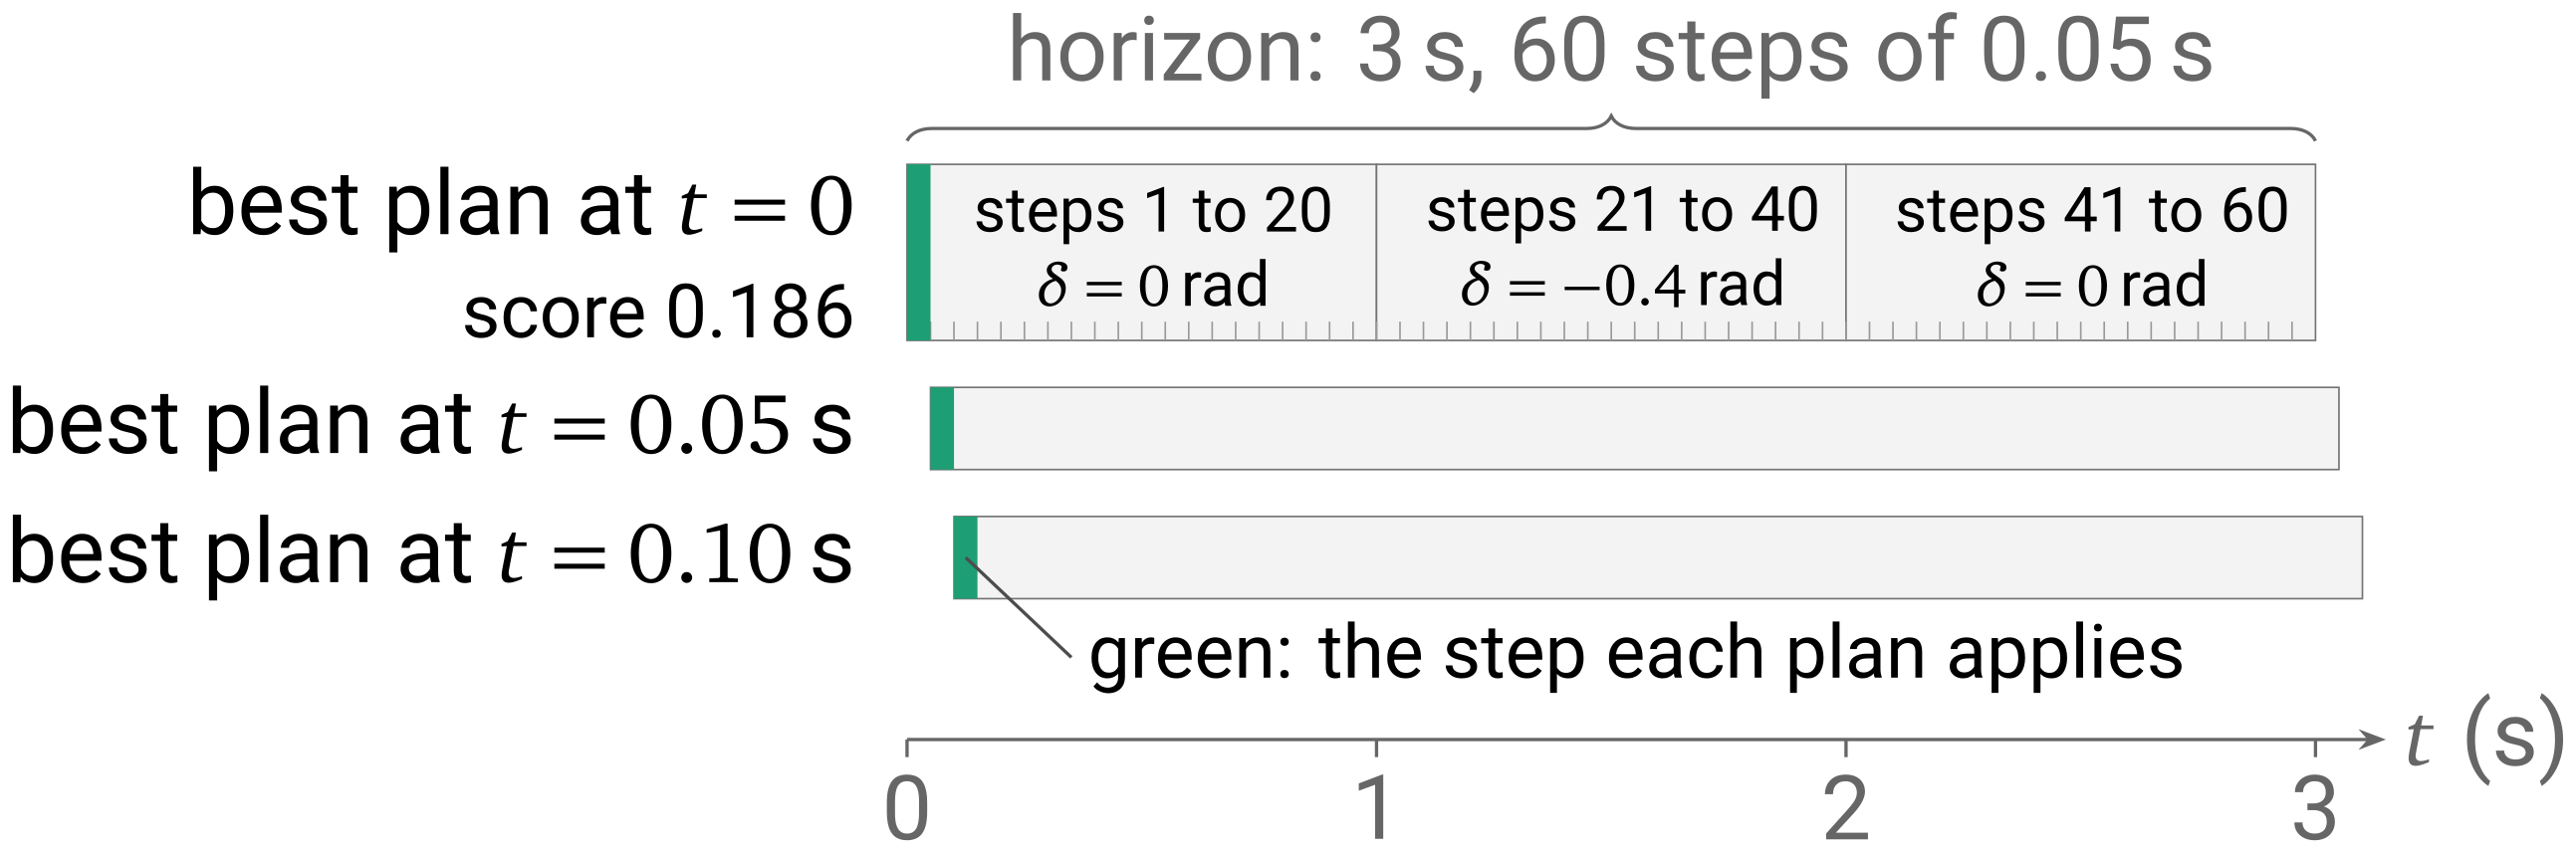 horizon: 3 s, 60 steps of 0.05 s
best plan at t = 0
score 0.186
steps 1 to 20
δ = 0 rad
steps 21 to 40
δ = −0.4 rad
steps 41 to 60
δ = 0 rad
best plan at t = 0.05 s
best plan at t = 0.10 s
green: the step each plan applies
t (s)
0 1 2 3